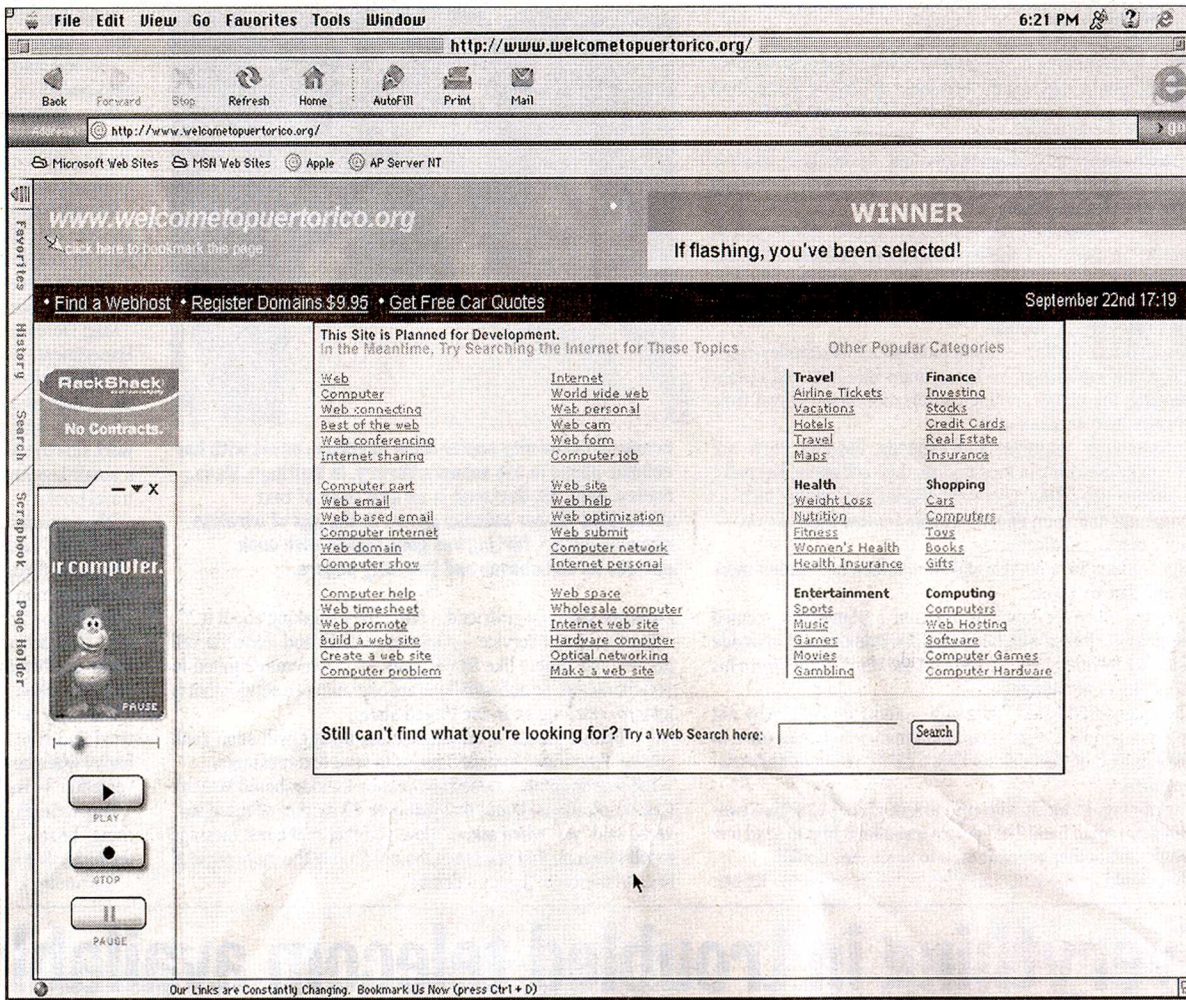 File Edit View Go Favorites Tools Window 6:21 PM
http://www.welcometopuertorico.org/
Back Forward Stop Refresh Home AutoFill Print Mail
Address http://www.welcometopuertorico.org/ go
Microsoft Web Sites MSN Web Sites Apple AP Server NT
Favorites
History
Search
Scrapbook
Page Holder
www.welcometopuertorico.org
click here to bookmark this page
WINNER
If flashing, you've been selected!
• Find a Webhost • Register Domains $9.95 • Get Free Car Quotes September 22nd 17:19
RackShack
No Contracts.
ur computer.
PAUSE
PLAY
STOP
PAUSE
This Site is Planned for Development.
In the Meantime, Try Searching the Internet for These Topics
Web
Computer
Web connecting
Best of the web
Web conferencing
Internet sharing
Computer part
Web email
Web based email
Computer internet
Web domain
Computer show
Computer help
Web timesheet
Web promote
Build a web site
Create a web site
Computer problem
Internet
World wide web
Web personal
Web cam
Web form
Computer job
Web site
Web help
Web optimization
Web submit
Computer network
Internet personal
Web space
Wholesale computer
Internet web site
Hardware computer
Optical networking
Make a web site
Other Popular Categories
Travel
Airline Tickets
Vacations
Hotels
Travel
Maps
Finance
Investing
Stocks
Credit Cards
Real Estate
Insurance
Health
Weight Loss
Nutrition
Fitness
Women's Health
Health Insurance
Shopping
Cars
Computers
Toys
Books
Gifts
Entertainment
Sports
Music
Games
Movies
Gambling
Computing
Computers
Web Hosting
Software
Computer Games
Computer Hardware
Still can't find what you're looking for? Try a Web Search here: Search
Our Links are Constantly Changing. Bookmark Us Now (press Ctrl + D)